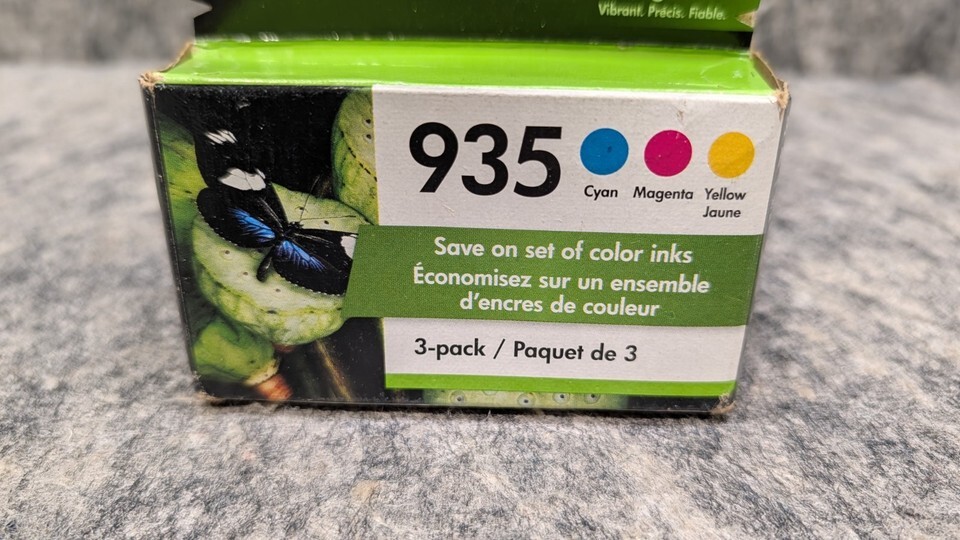 Vibrant. Précis. Fiable.
935
Cyan Magenta Yellow
Jaune
Save on set of color inks
Économisez sur un ensemble
d'encres de couleur
3-pack / Paquet de 3